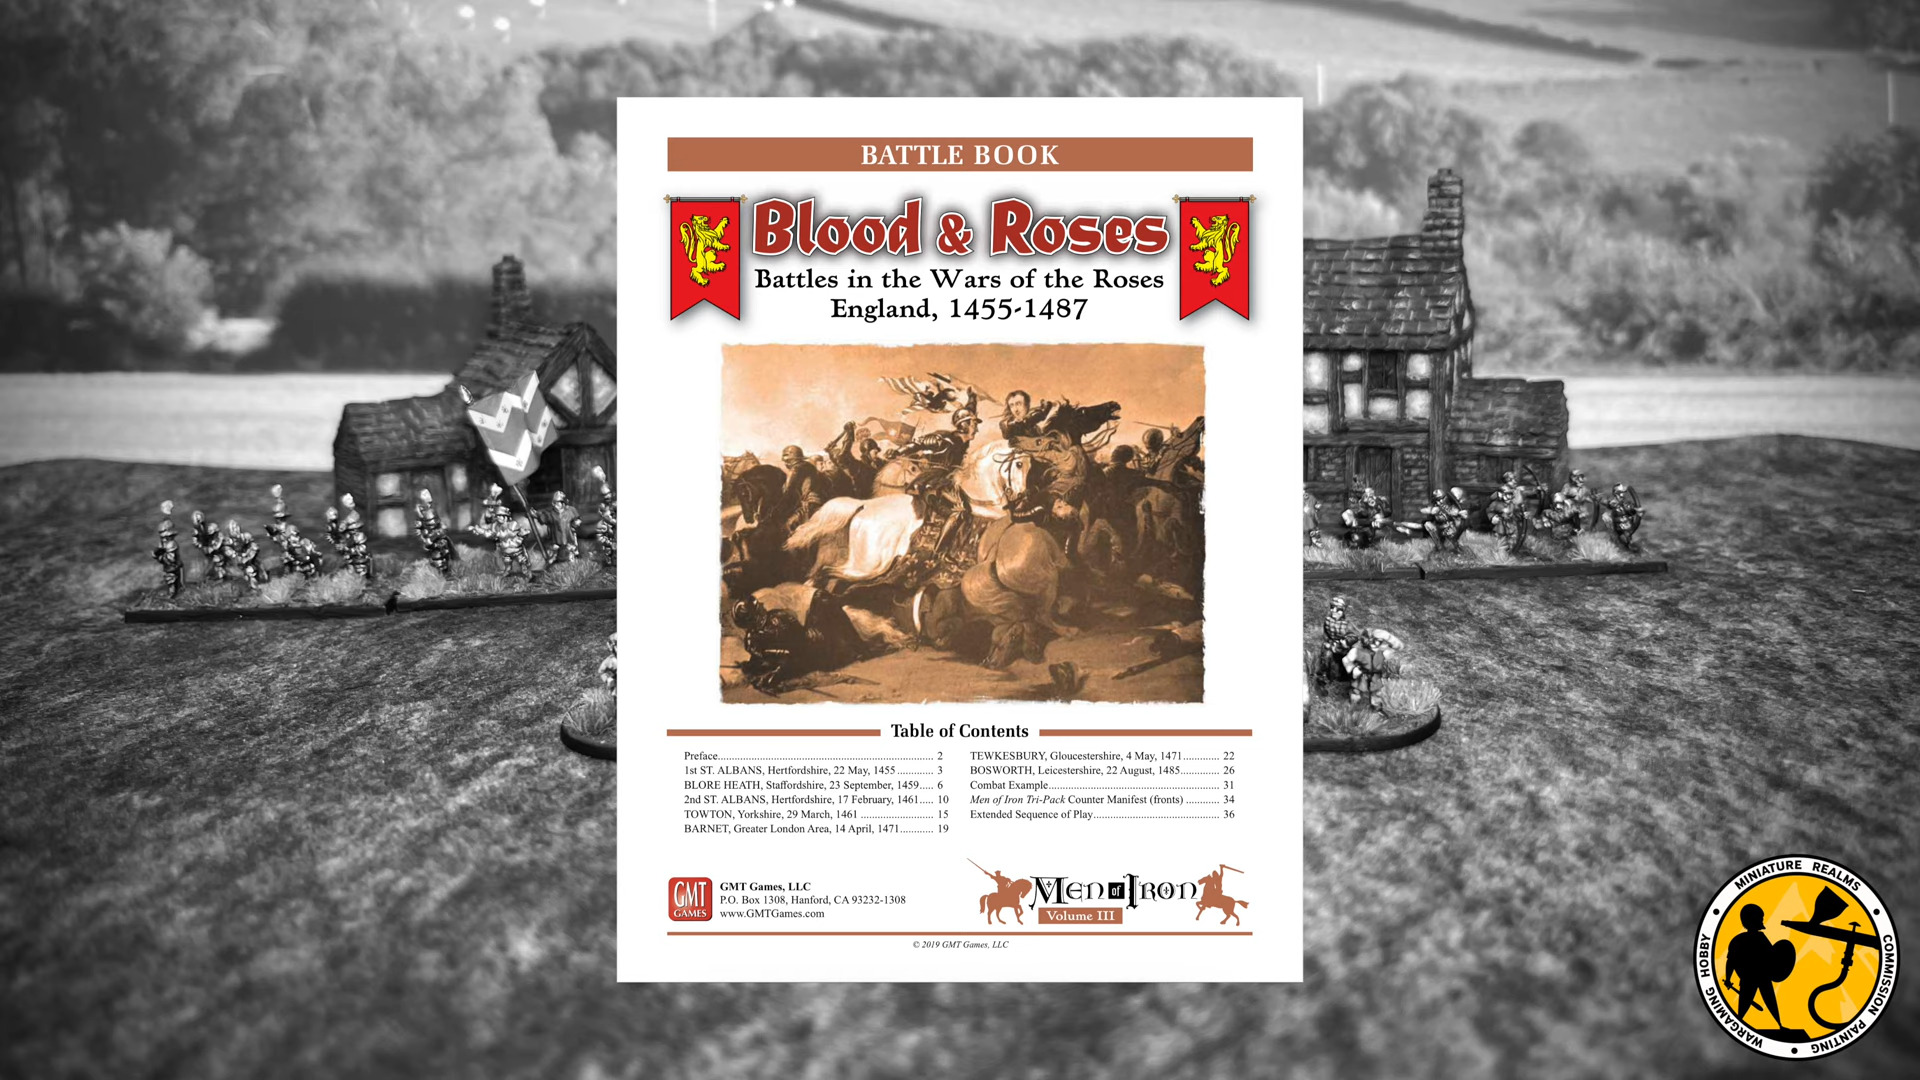 BATTLE BOOK
Blood & Roses
Battles in the Wars of the Roses
England, 1455-1487
Table of Contents
Preface........................................................................... 2
1st ST. ALBANS, Hertfordshire, 22 May, 1455............. 3
BLORE HEATH, Staffordshire, 23 September, 1459..... 6
2nd ST. ALBANS, Hertfordshire, 17 February, 1461..... 10
TOWTON, Yorkshire, 29 March, 1461 .......................... 15
BARNET, Greater London Area, 14 April, 1471............ 19
TEWKESBURY, Gloucestershire, 4 May, 1471............. 22
BOSWORTH, Leicestershire, 22 August, 1485.............. 26
Combat Example............................................................ 31
Men of Iron Tri-Pack Counter Manifest (fronts) ............ 34
Extended Sequence of Play............................................. 36
GMT GAMES
GMT Games, LLC
P.O. Box 1308, Hanford, CA 93232-1308
www.GMTGames.com
Men of Iron
Volume III
© 2019 GMT Games, LLC
MINIATURE REALMS • COMMISSION PAINTING • WARGAMING HOBBY •